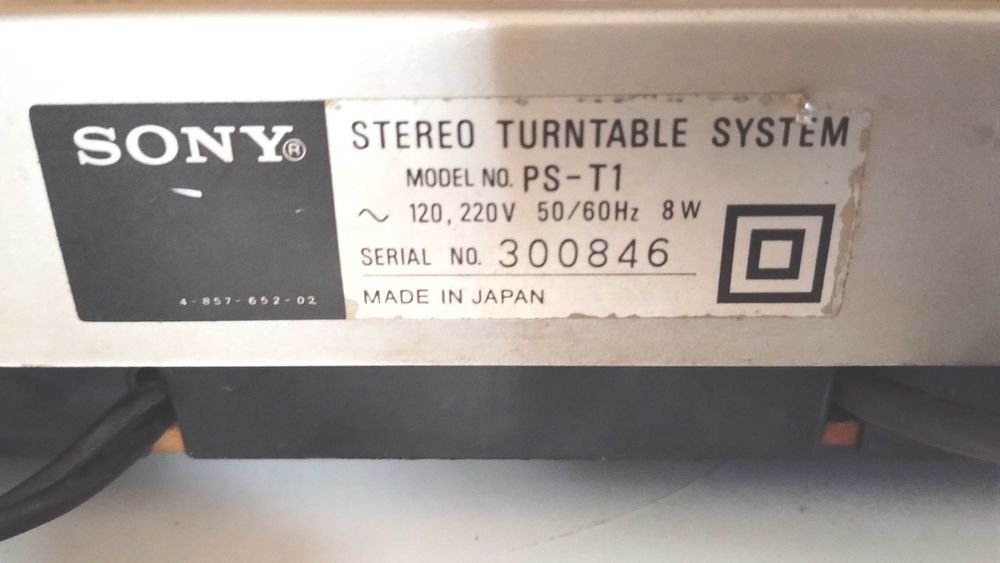 SONY®
4-857-652-02
STEREO TURNTABLE SYSTEM
MODEL NO. PS-T1
~ 120, 220V 50/60Hz 8W
SERIAL NO. 300846
MADE IN JAPAN